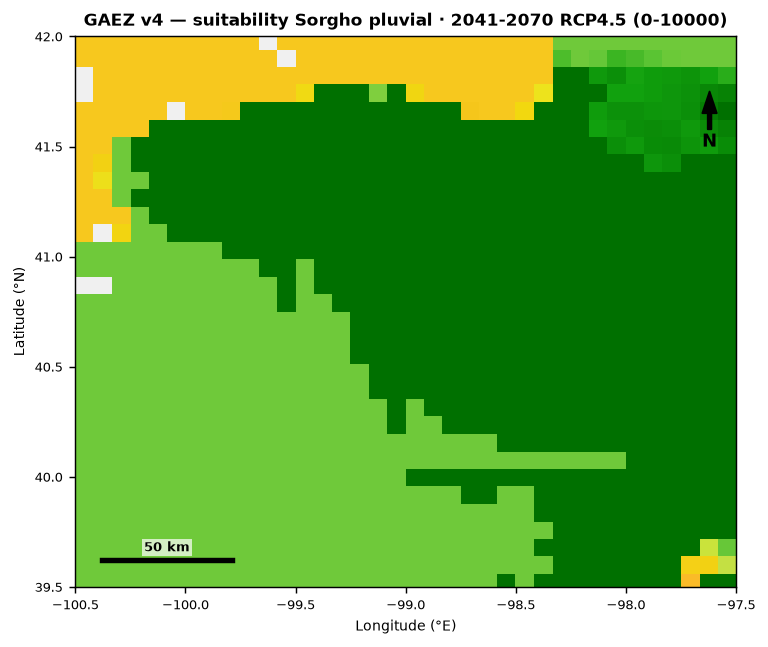 GAEZ v4 — suitability Sorgho pluvial · 2041-2070 RCP4.5 (0-10000)
42.0
41.5
41.0
40.5
40.0
39.5
Latitude (°N)
N
50 km
−100.5 −100.0 −99.5 −99.0 −98.5 −98.0 −97.5
Longitude (°E)